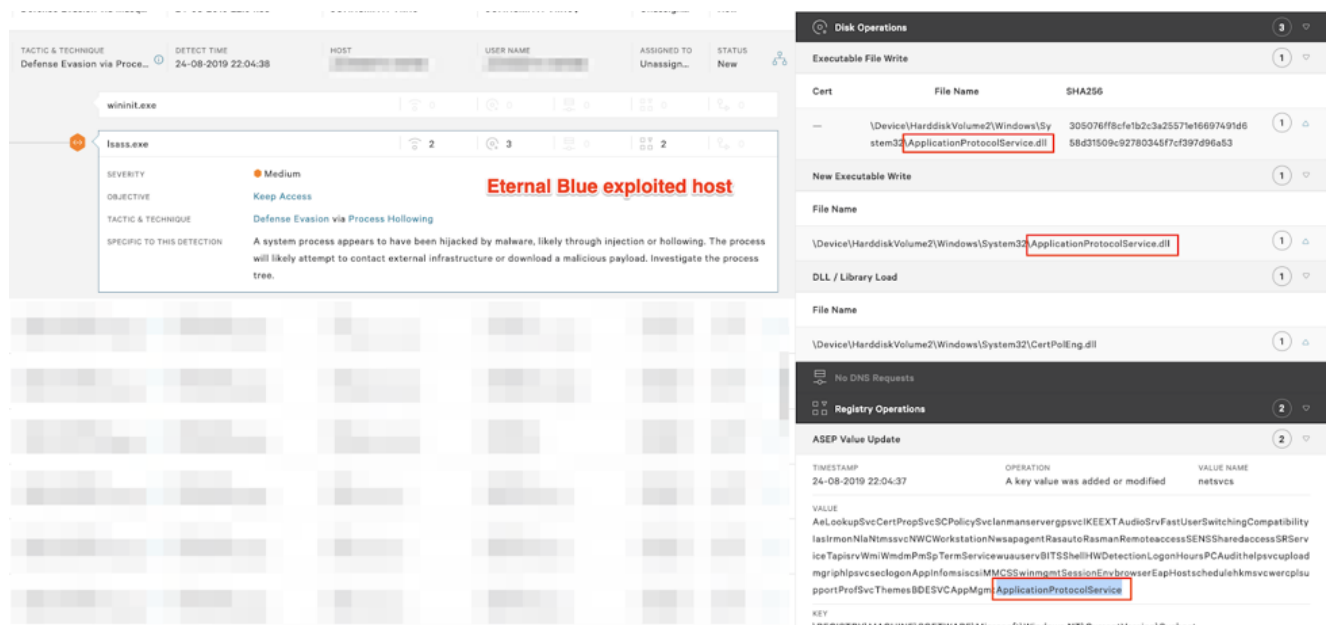 TACTIC & TECHNIQUE DETECT TIME HOST USER NAME ASSIGNED TO STATUS
Defense Evasion via Proce... 24-08-2019 22:04:38 Unassign... New
wininit.exe 0 0 0 0 0
lsass.exe 2 3 0 2 0
SEVERITY Medium
OBJECTIVE Keep Access
Eternal Blue exploited host
TACTIC & TECHNIQUE Defense Evasion via Process Hollowing
SPECIFIC TO THIS DETECTION A system process appears to have been hijacked by malware, likely through injection or hollowing. The process
will likely attempt to contact external infrastructure or download a malicious payload. Investigate the process
tree.
Disk Operations 3
Executable File Write 1
Cert File Name SHA256
— \Device\HarddiskVolume2\Windows\Sy 305076ff8cfe1b2c3a25571e16697491d6 1
stem32\ApplicationProtocolService.dll 58d31509c92780345f7cf397d96a53
New Executable Write 1
File Name
\Device\HarddiskVolume2\Windows\System32\ApplicationProtocolService.dll 1
DLL / Library Load 1
File Name
\Device\HarddiskVolume2\Windows\System32\CertPolEng.dll 1
No DNS Requests
Registry Operations 2
ASEP Value Update 2
TIMESTAMP OPERATION VALUE NAME
24-08-2019 22:04:37 A key value was added or modified netsvcs
VALUE
AeLookupSvcCertPropSvcSCPolicySvclanmanservergpsvcIKEEXTAudioSrvFastUserSwitchingCompatibility
IasIrmonNlaNtmssvcNWCWorkstationNwsapagentRasautoRasmanRemoteaccessSENSSharedaccessSRServ
iceTapisrvWmiWmdmPmSpTermServicewuauservBITSShellHWDetectionLogonHoursPCAudithelpsvcupload
mgriphlpsvcseclogonAppInfomsiscsiMMCSSwinmgmtSessionEnvbrowserEapHostschedulehkmsvcwercplsu
pportProfSvcThemesBDESVCAppMgmtApplicationProtocolService
KEY